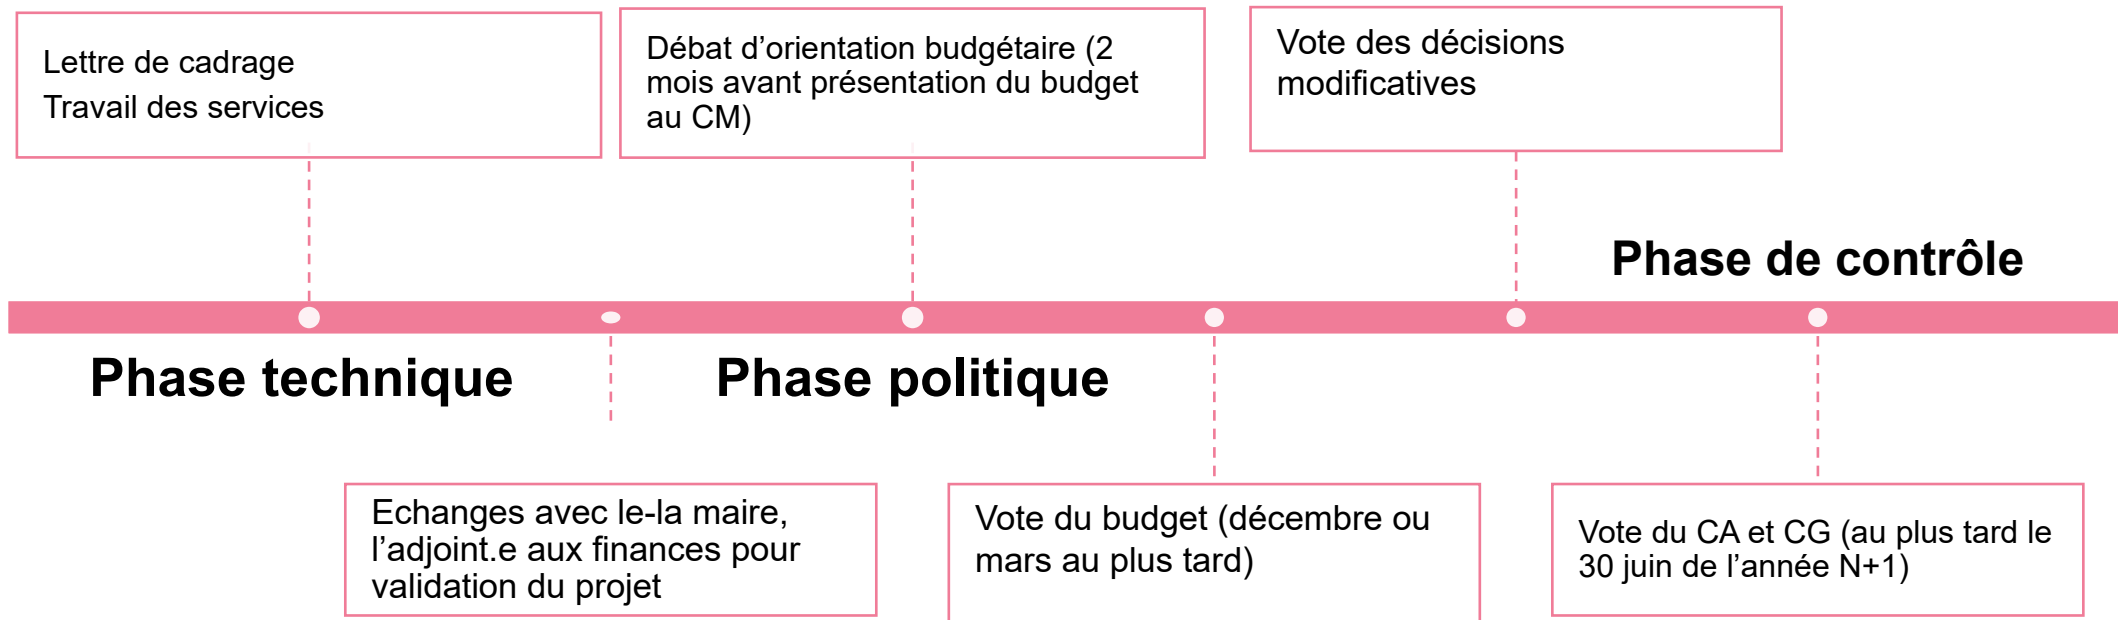 Lettre de cadrage
Travail des services
Débat d’orientation budgétaire (2
mois avant présentation du budget
au CM)
Vote des décisions
modificatives
Phase de contrôle
Phase technique
Phase politique
Echanges avec le-la maire,
l’adjoint.e aux finances pour
validation du projet
Vote du budget (décembre ou
mars au plus tard)
Vote du CA et CG (au plus tard le
30 juin de l’année N+1)